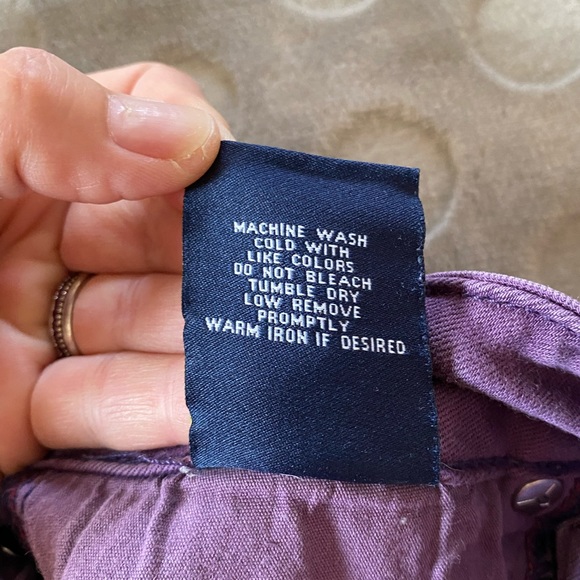 MACHINE WASH
COLD WITH
LIKE COLORS
DO NOT BLEACH
TUMBLE DRY
LOW REMOVE
PROMPTLY
WARM IRON IF DESIRED